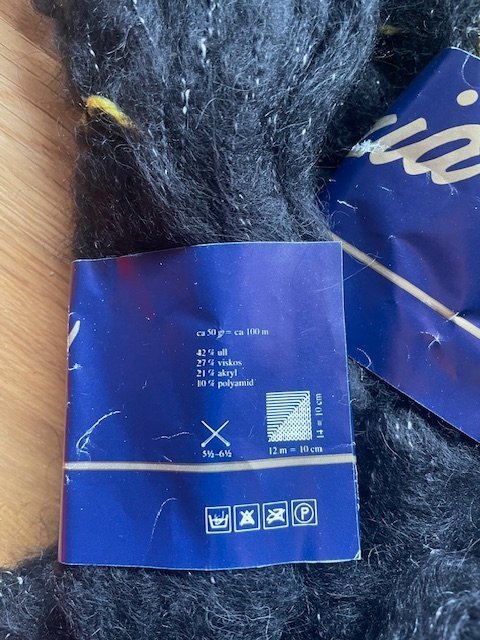 ca 50 g = ca 100 m
42 % ull
27 % viskos
21 % akryl
10 % polyamid
5½–6½
12 m = 10 cm
14 = 10 cm
P